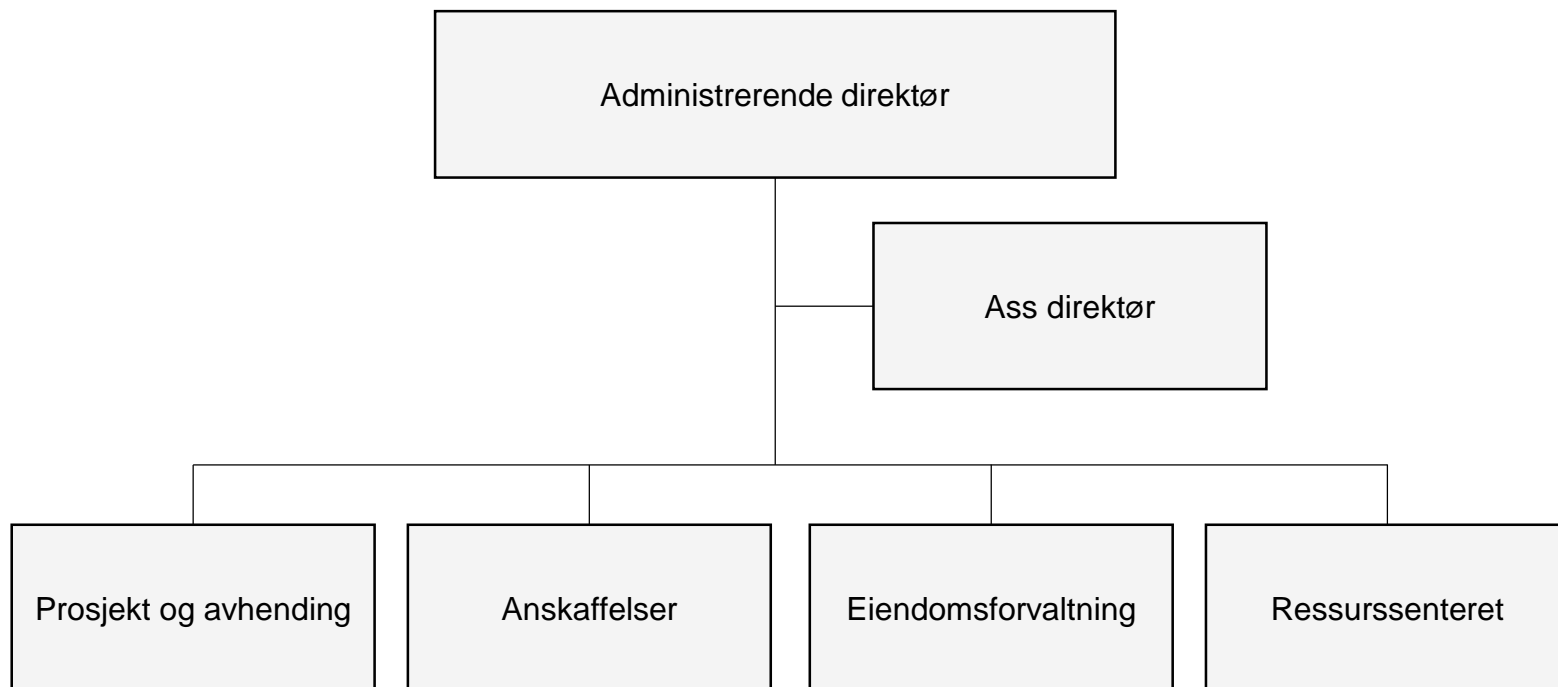 Administrerende direktør
Ass direktør
Prosjekt og avhending
Anskaffelser
Eiendomsforvaltning
Ressurssenteret